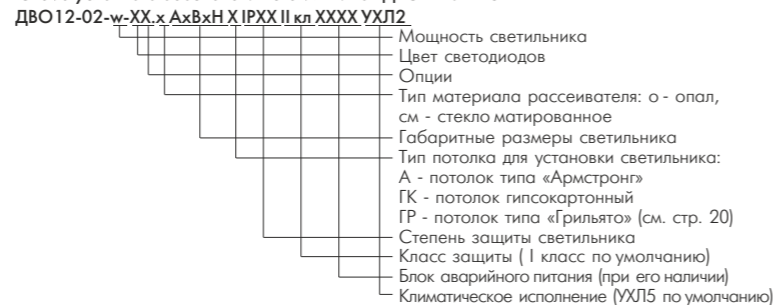 ДВО12-02-w-XX.x АxВxН X IPXX II кл XXXX УХЛ2
Мощность светильника
Цвет светодиодов
Опции
Тип материала рассеивателя: о - опал,
см - стекло матированное
Габаритные размеры светильника
Тип потолка для установки светильника:
А - потолок типа «Армстронг»
ГК - потолок гипсокартонный
ГР - потолок типа «Грильято» (см. стр. 20)
Степень защиты светильника
Класс защиты ( I класс по умолчанию)
Блок аварийного питания (при его наличии)
Климатическое исполнение (УХЛ5 по умолчанию)